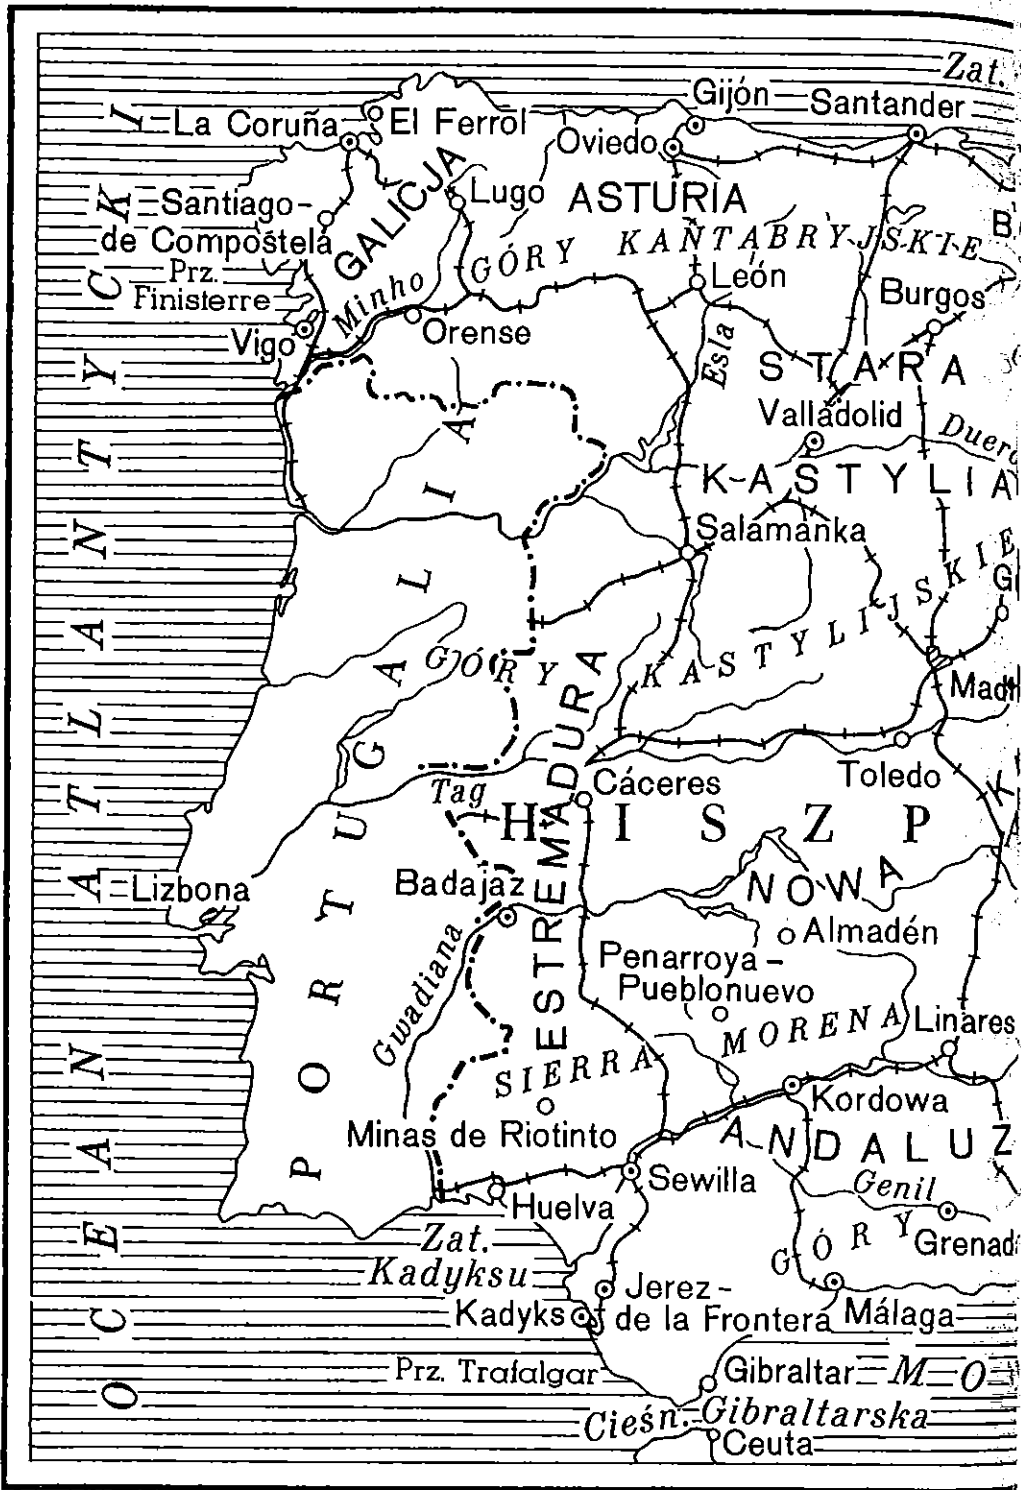 Zat.
Gijón
Santander
La Coruña
El Ferrol
Oviedo
GALICJA
Lugo
ASTURIA
Santiago-
de Compostela
GÓRY KANTABRYJSKIE
B
Prz.
Finisterre
Minho
León
Burgos
Vigo
Orense
Esla
STARA
Valladolid
Duero
KASTYLIA
Salamanka
GÓRY KASTYLIJSKIE
G
Mad
Tag
Cáceres
Toledo
HISZP
K
ESTREMADURA
PORTUGALIA
Lizbona
Badajaz
NOWA
Almadén
Gwadiana
Penarroya-
Pueblonuevo
SIERRA MORENA
Linares
Minas de Riotinto
Kordowa
ANDALUZ
Sewilla
Huelva
Genil
GÓRY
Grenad
Zat.
Kadyksu
Kadyks
Jerez-
de la Frontera
Málaga
Prz. Trafalgar
Gibraltar
MO
Cieśn. Gibraltarska
Ceuta
OCEAN ATLANTYCKI